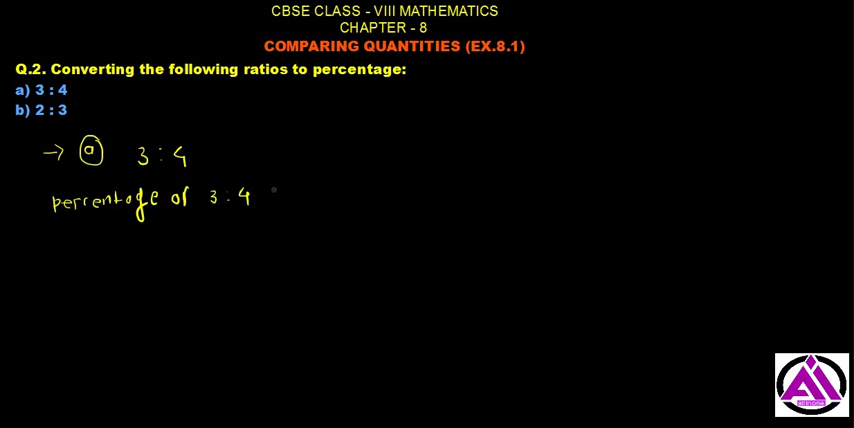 CBSE CLASS - VIII MATHEMATICS
CHAPTER - 8
COMPARING QUANTITIES (EX.8.1)
Q.2. Converting the following ratios to percentage:
a) 3 : 4
b) 2 : 3
→ a 3 : 4
percentage of 3 : 4